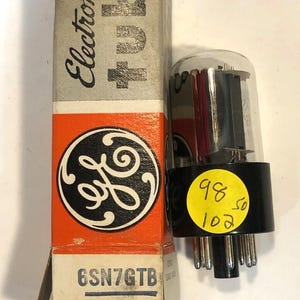 Electron
tub
GE
6SN7GTB
98
50
102